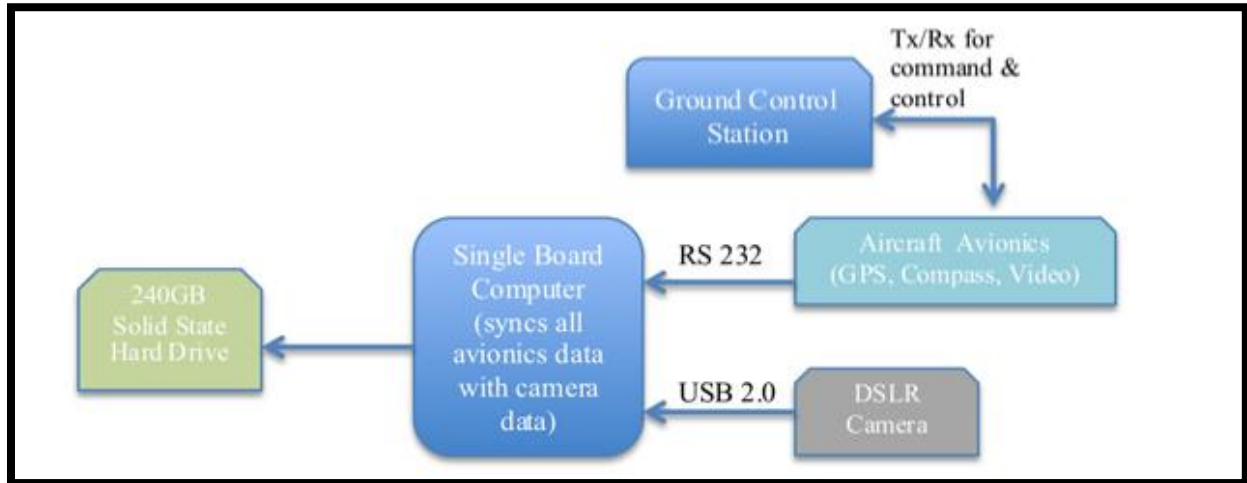 Tx/Rx for
command &
control
Ground Control
Station
Aircraft Avionics
(GPS, Compass, Video)
RS 232
Single Board
Computer
(syncs all
avionics data
with camera
data)
240GB
Solid State
Hard Drive
USB 2.0
DSLR
Camera